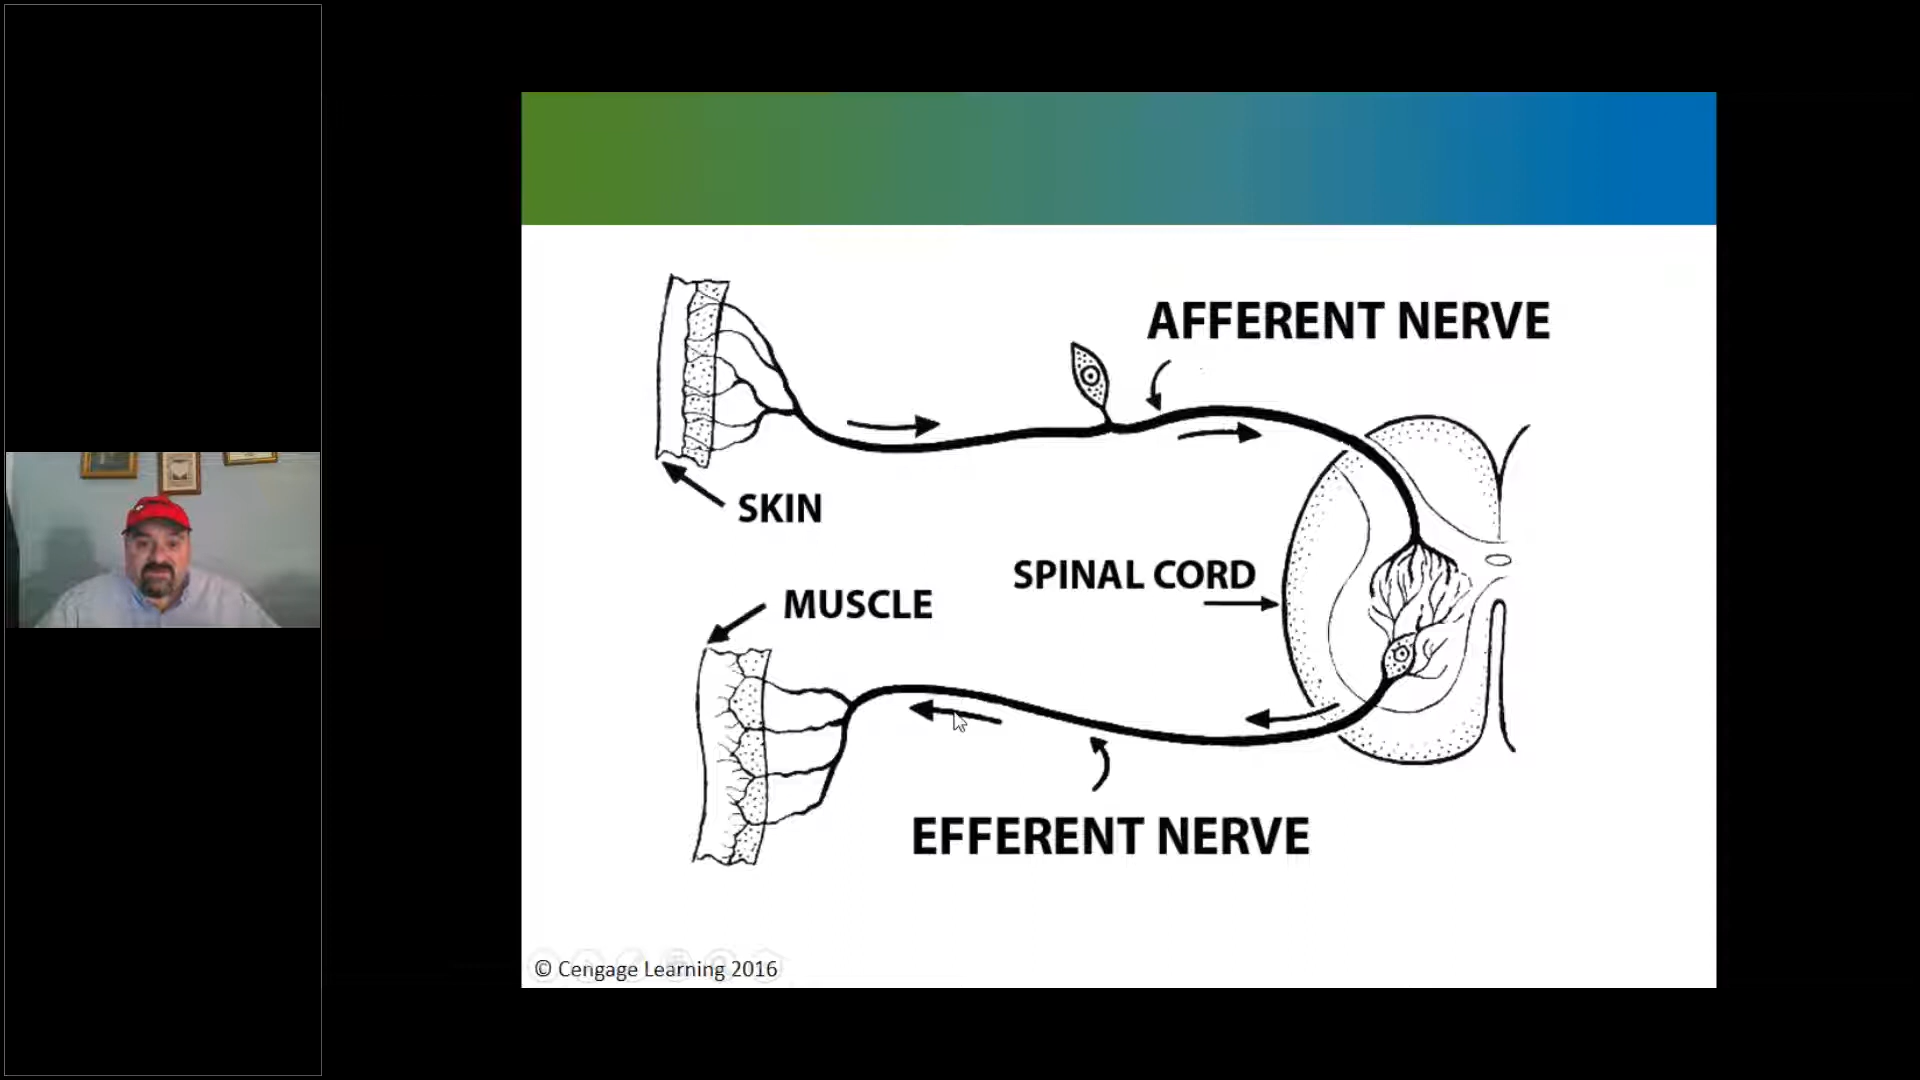 AFFERENT NERVE
SKIN
SPINAL CORD
MUSCLE
EFFERENT NERVE
© Cengage Learning 2016